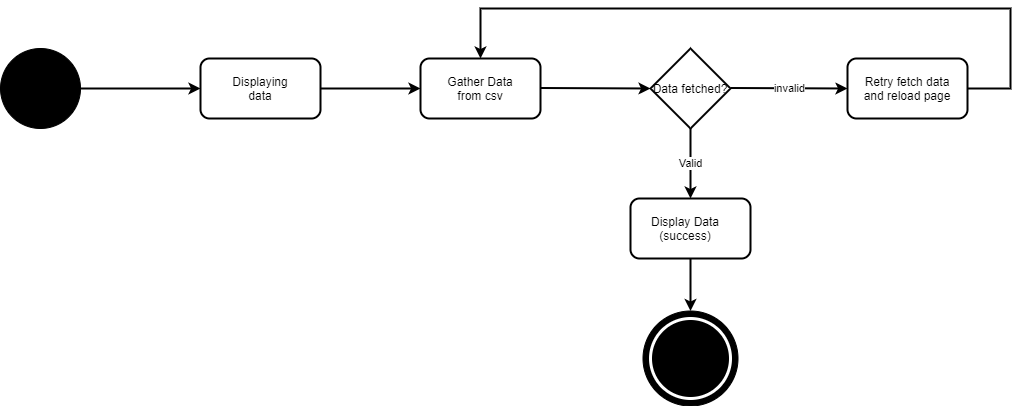 Displaying
data
Gather Data
from csv
Data fetched?
invalid
Retry fetch data
and reload page
Valid
Display Data
(success)